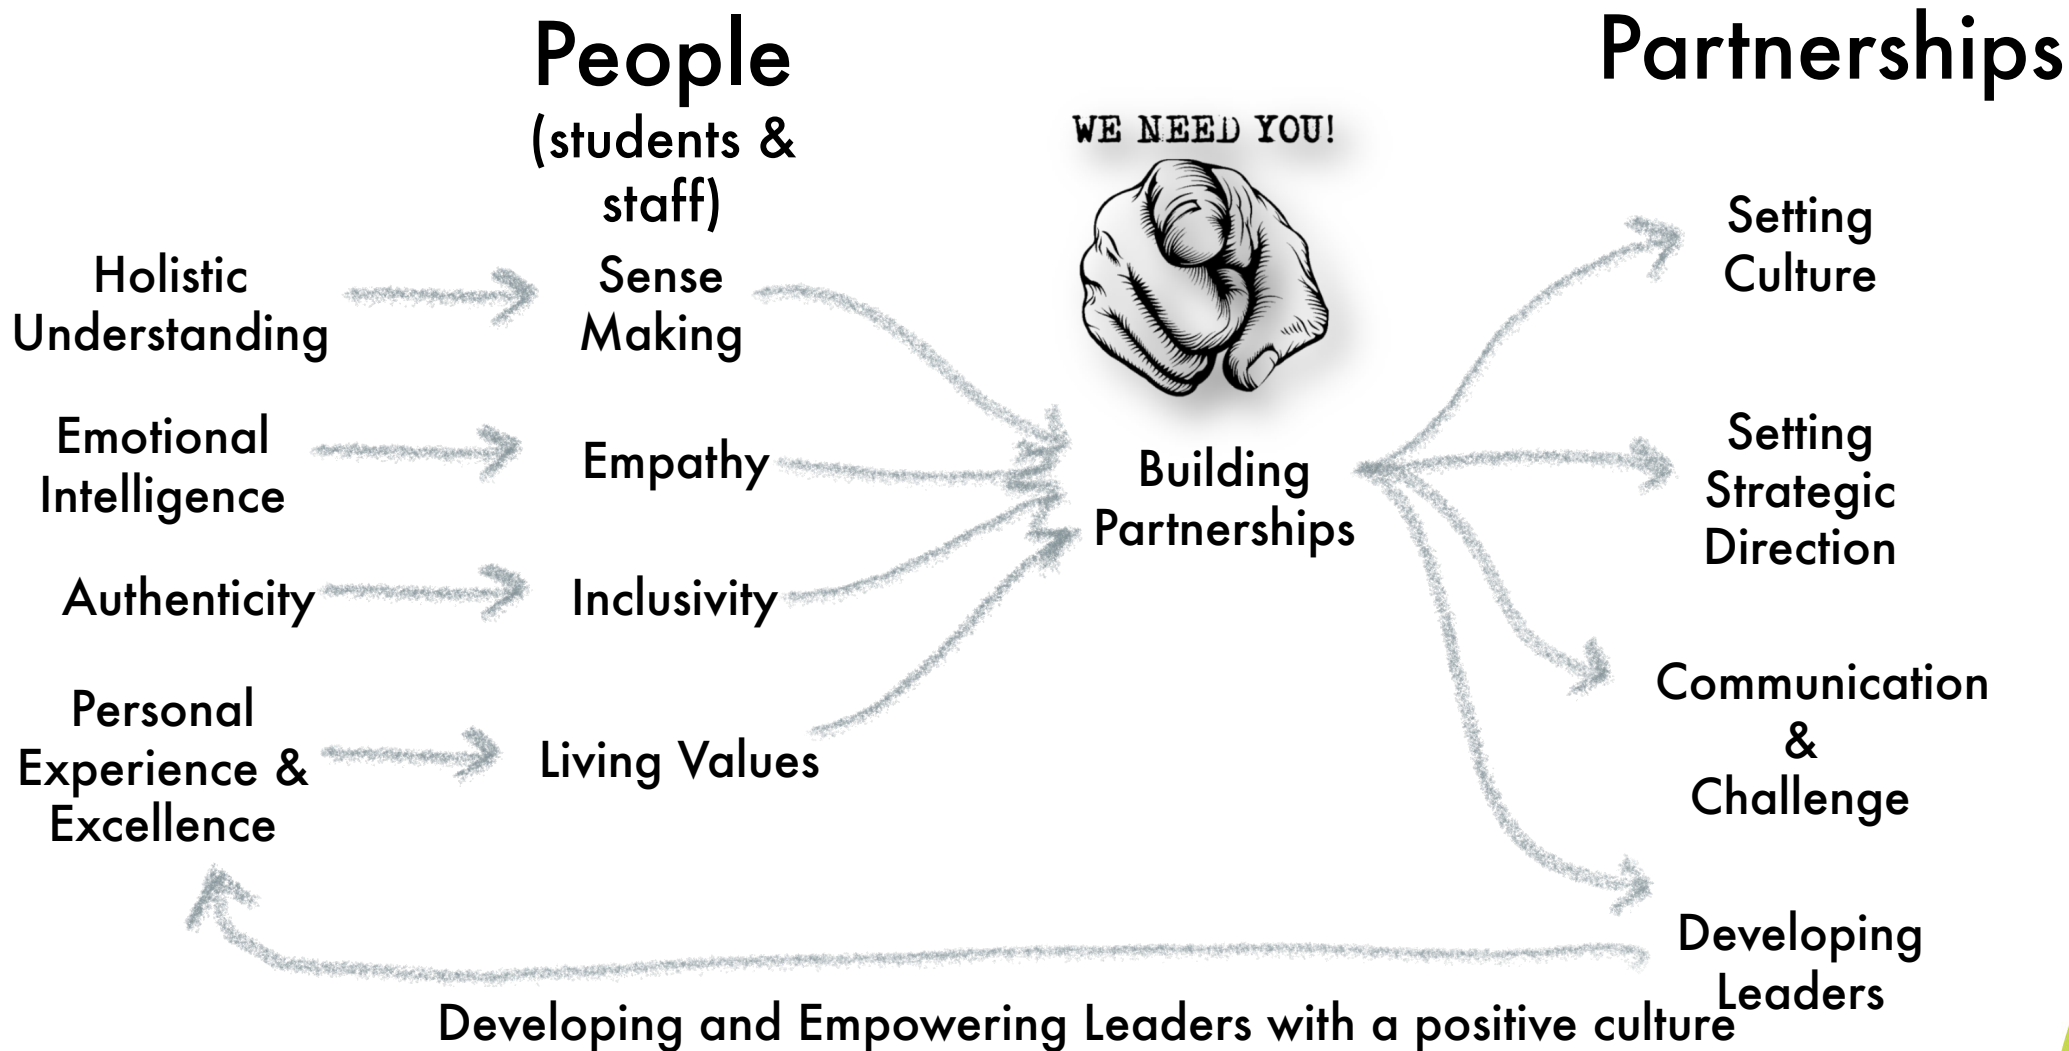 People
(students &
staff)
Partnerships
WE NEED YOU!
Holistic
Understanding
Sense
Making
Setting
Culture
Emotional
Intelligence
Empathy
Building
Partnerships
Setting
Strategic
Direction
Authenticity
Inclusivity
Personal
Experience &
Excellence
Living Values
Communication
&
Challenge
Developing
Leaders
Developing and Empowering Leaders with a positive culture